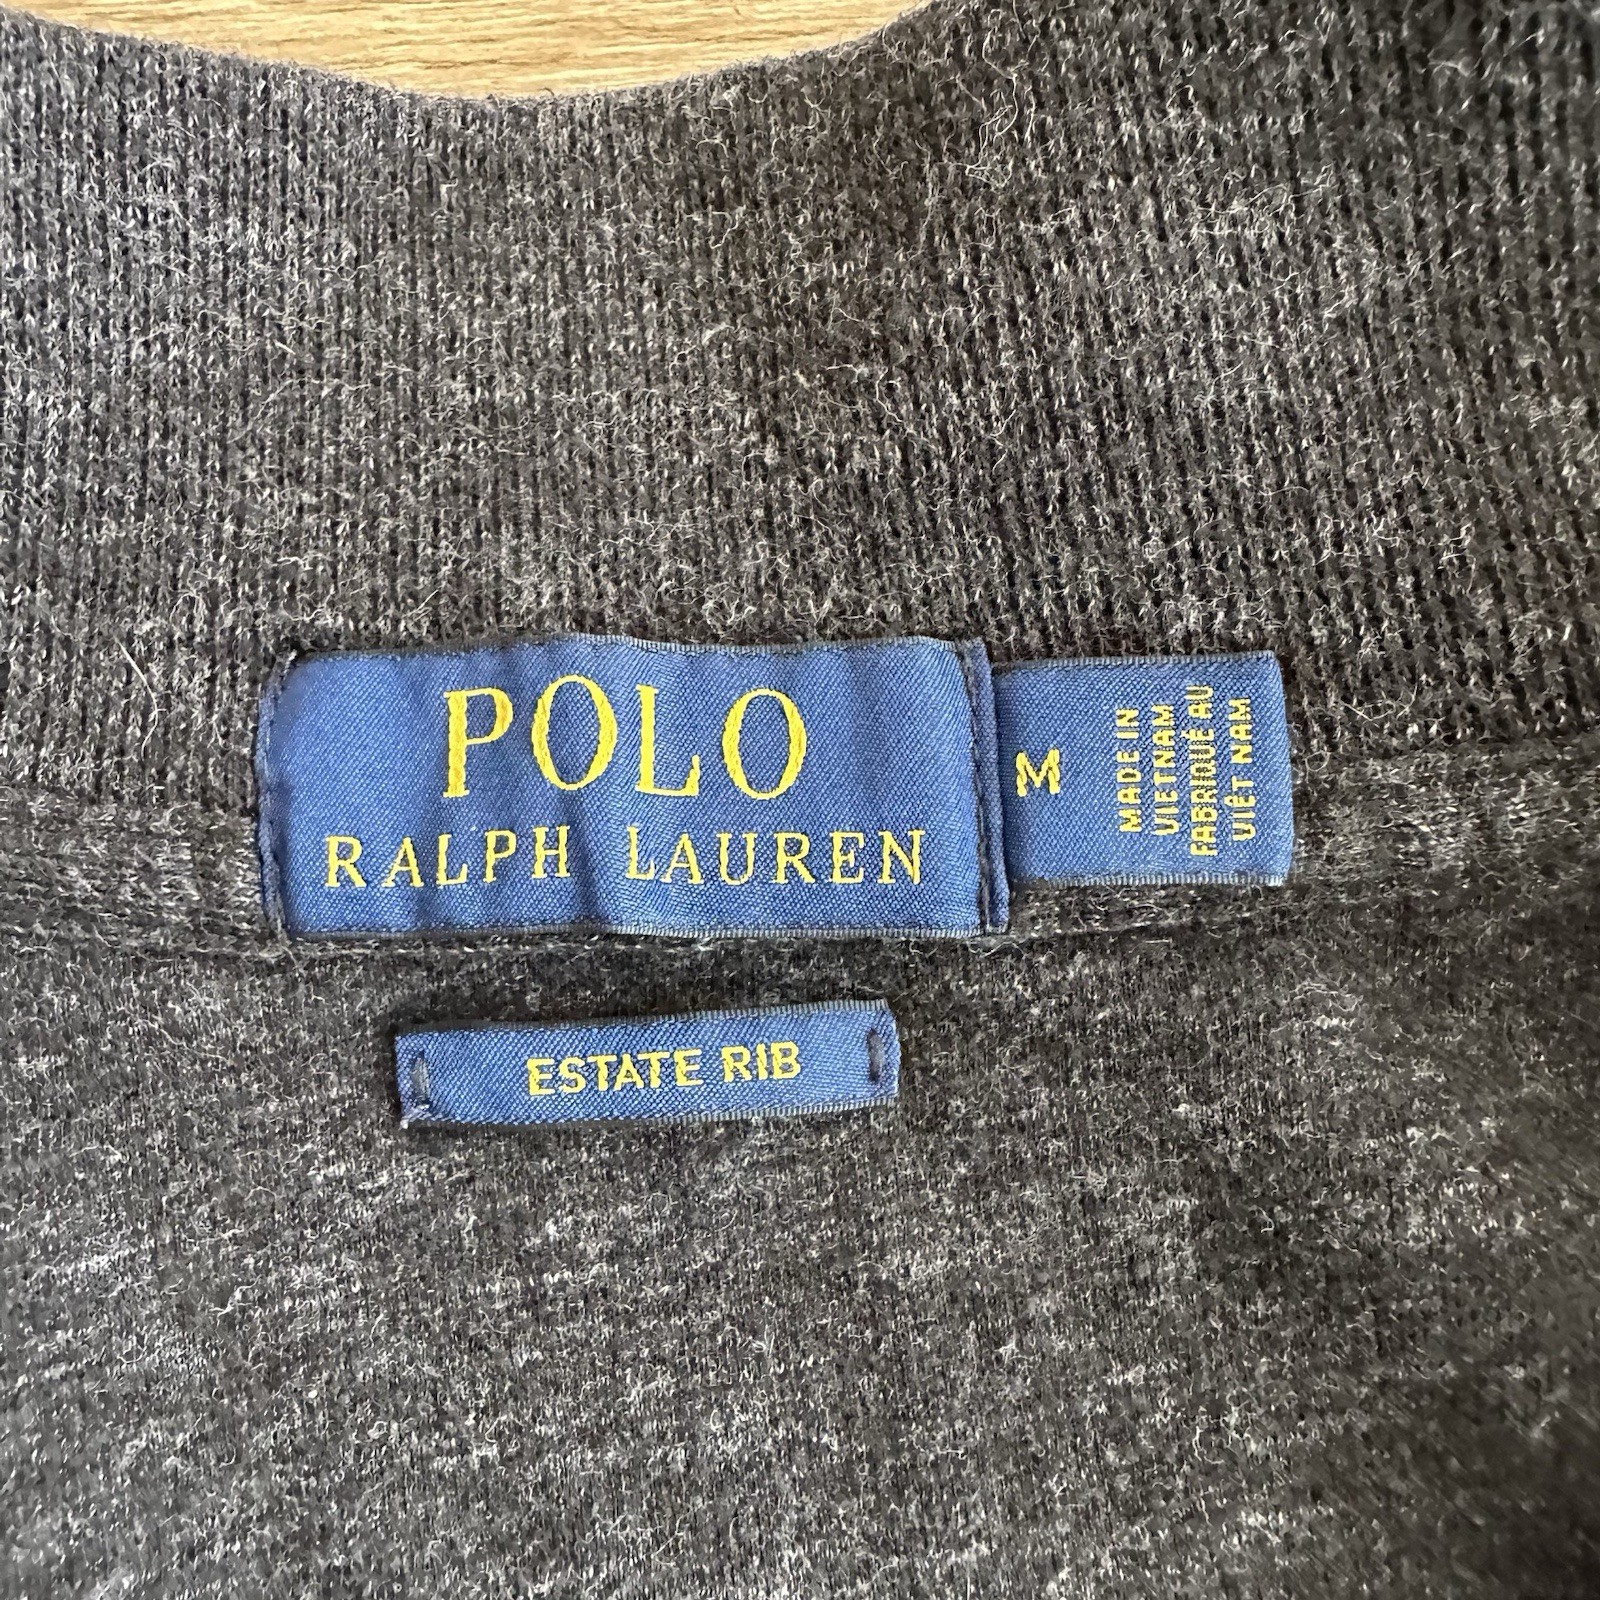 POLO
RALPH LAUREN
M
MADE IN
VIETNAM
FABRIQUÉ AU
VIÊT NAM
ESTATE RIB